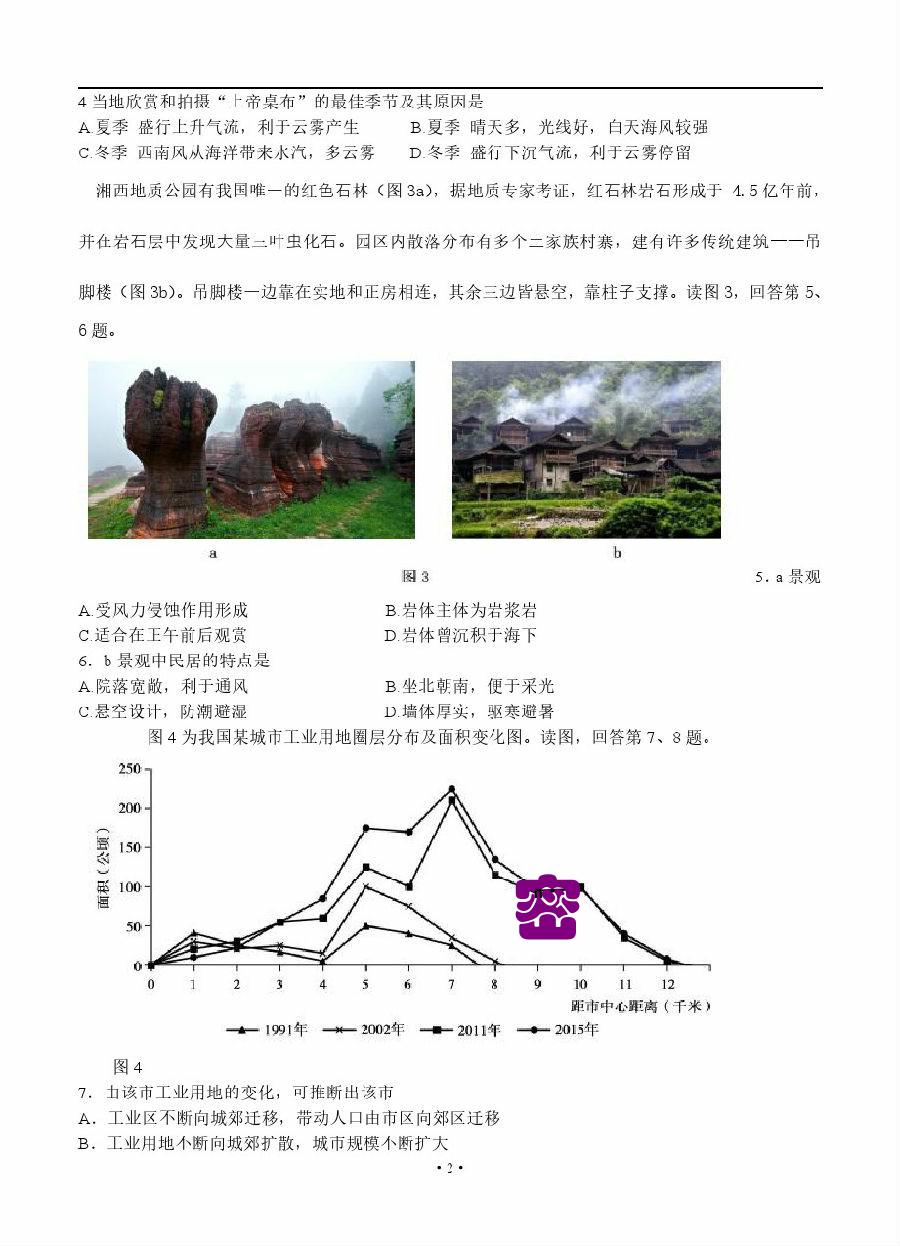 4当地欣赏和拍摄“上帝桌布”的最佳季节及其原因是
A.夏季 盛行上升气流，利于云雾产生 B.夏季 晴天多，光线好，白天海风较强
C.冬季 西南风从海洋带来水汽，多云雾 D.冬季 盛行下沉气流，利于云雾停留
湘西地质公园有我国唯一的红色石林（图3a），据地质专家考证，红石林岩石形成于 4.5亿年前，
并在岩石层中发现大量三叶虫化石。园区内散落分布有多个土家族村寨，建有许多传统建筑——吊
脚楼（图3b）。吊脚楼一边靠在实地和正房相连，其余三边皆悬空，靠柱子支撑。读图3，回答第5、
6题。
a b
图3 5．a景观
A.受风力侵蚀作用形成 B.岩体主体为岩浆岩
C.适合在正午前后观赏 D.岩体曾沉积于海下
6．b景观中民居的特点是
A.院落宽敞，利于通风 B.坐北朝南，便于采光
C.悬空设计，防潮避湿 D.墙体厚实，驱寒避暑
图4为我国某城市工业用地圈层分布及面积变化图。读图，回答第7、8题。
250
200
150
100
50
0
面积（公顷）
0 1 2 3 4 5 6 7 8 9 10 11 12
距市中心距离（千米）
1991年 2002年 2011年 2015年
图4
7．由该市工业用地的变化，可推断出该市
A．工业区不断向城郊迁移，带动人口由市区向郊区迁移
B．工业用地不断向城郊扩散，城市规模不断扩大
·2·